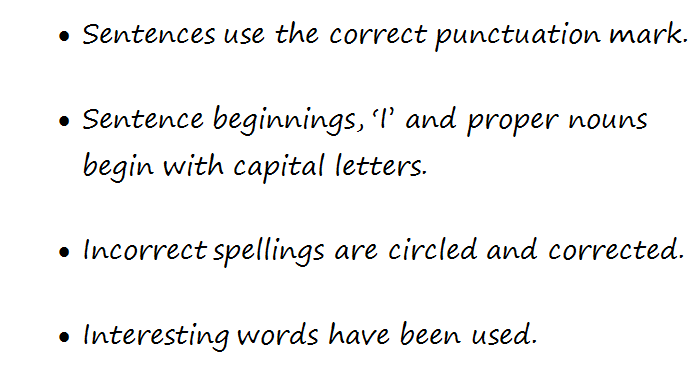 • Sentences use the correct punctuation mark.
• Sentence beginnings, ‘I’ and proper nouns
begin with capital letters.
• Incorrect spellings are circled and corrected.
• Interesting words have been used.